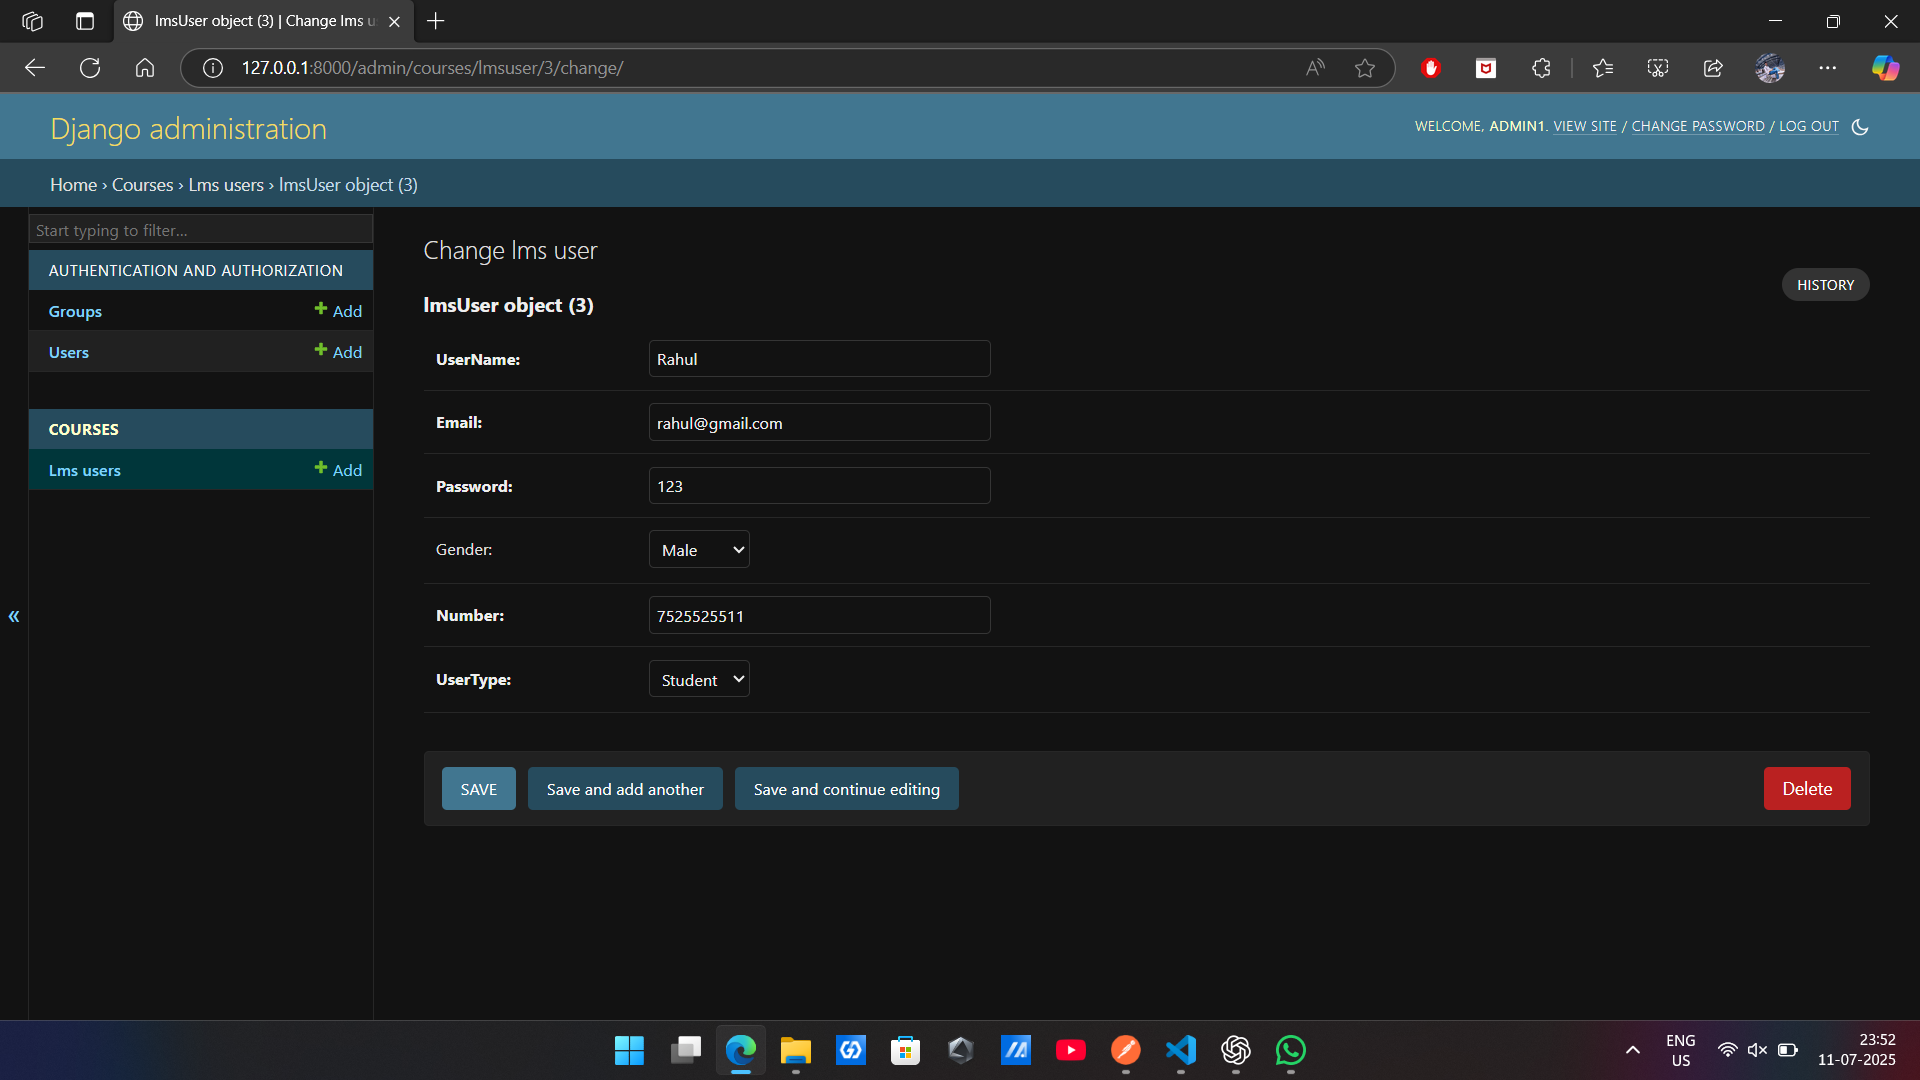 lmsUser object (3) | Change lms u
127.0.0.1:8000/admin/courses/lmsuser/3/change/
Django administration
WELCOME, ADMIN1. VIEW SITE / CHANGE PASSWORD / LOG OUT
Home › Courses › Lms users › lmsUser object (3)
Start typing to filter...
AUTHENTICATION AND AUTHORIZATION
Groups + Add
Users + Add
COURSES
Lms users + Add
«
Change lms user
HISTORY
lmsUser object (3)
UserName: Rahul
Email: rahul@gmail.com
Password: 123
Gender: Male
Number: 7525525511
UserType: Student
SAVE Save and add another Save and continue editing Delete
ENG
US
23:52
11-07-2025